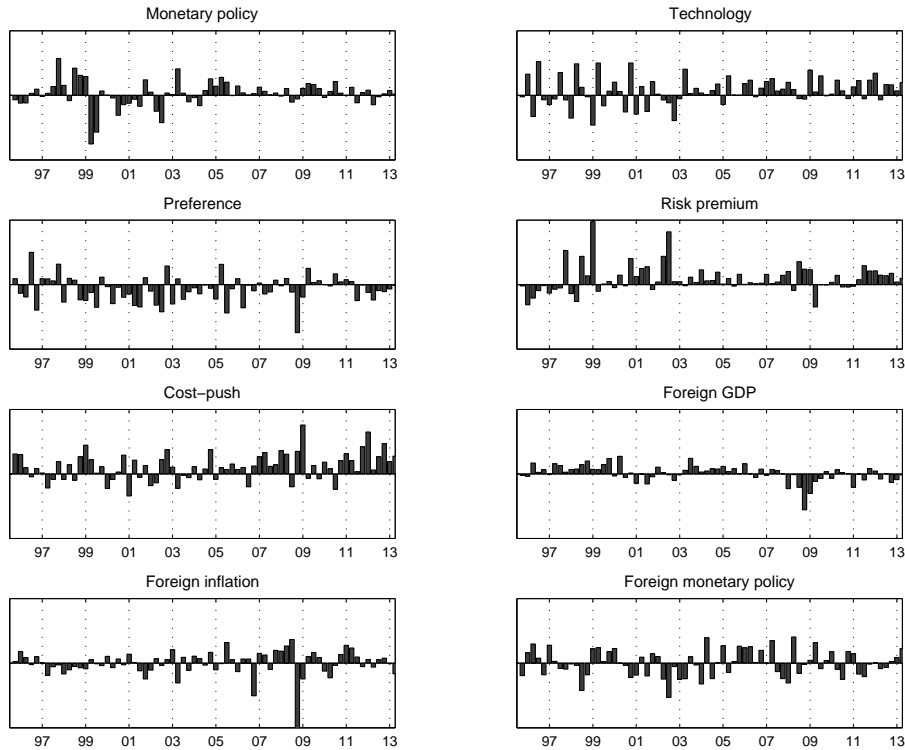 Monetary policy
97 99 01 03 05 07 09 11 13
Technology
97 99 01 03 05 07 09 11 13
Preference
97 99 01 03 05 07 09 11 13
Risk premium
97 99 01 03 05 07 09 11 13
Cost−push
97 99 01 03 05 07 09 11 13
Foreign GDP
97 99 01 03 05 07 09 11 13
Foreign inflation
97 99 01 03 05 07 09 11 13
Foreign monetary policy
97 99 01 03 05 07 09 11 13